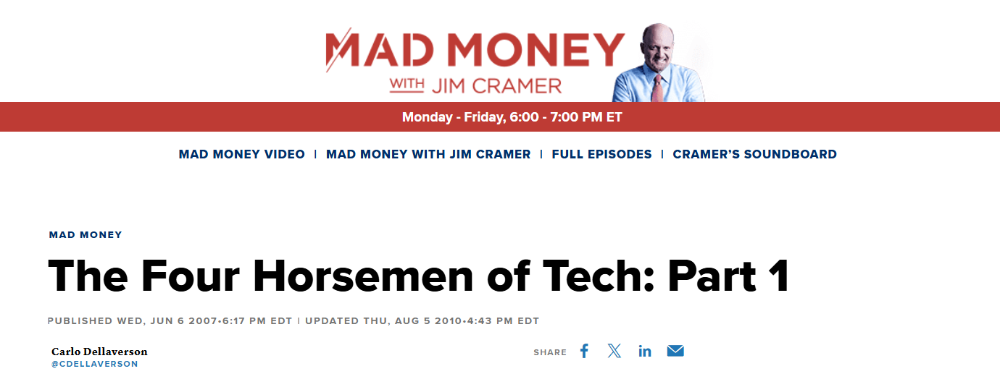 MAD MONEY
WITH JIM CRAMER
Monday - Friday, 6:00 - 7:00 PM ET
MAD MONEY VIDEO | MAD MONEY WITH JIM CRAMER | FULL EPISODES | CRAMER'S SOUNDBOARD
MAD MONEY
The Four Horsemen of Tech: Part 1
PUBLISHED WED, JUN 6 2007•6:17 PM EDT | UPDATED THU, AUG 5 2010•4:43 PM EDT
Carlo Dellaverson
@CDELLAVERSON
SHARE